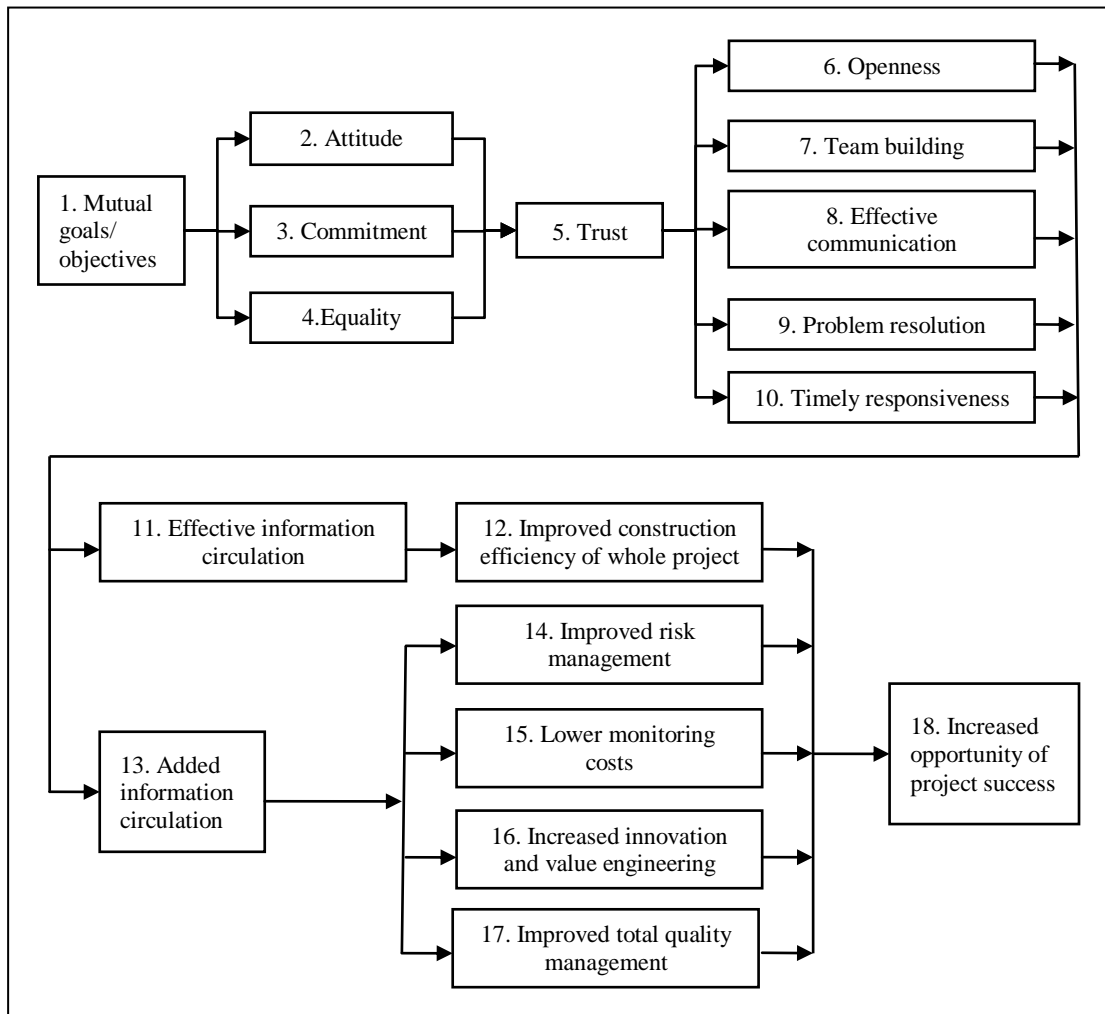 1. Mutual
goals/
objectives
2. Attitude
3. Commitment
4.Equality
5. Trust
6. Openness
7. Team building
8. Effective
communication
9. Problem resolution
10. Timely responsiveness
11. Effective information
circulation
12. Improved construction
efficiency of whole project
13. Added
information
circulation
14. Improved risk
management
15. Lower monitoring
costs
16. Increased innovation
and value engineering
17. Improved total quality
management
18. Increased
opportunity of
project success